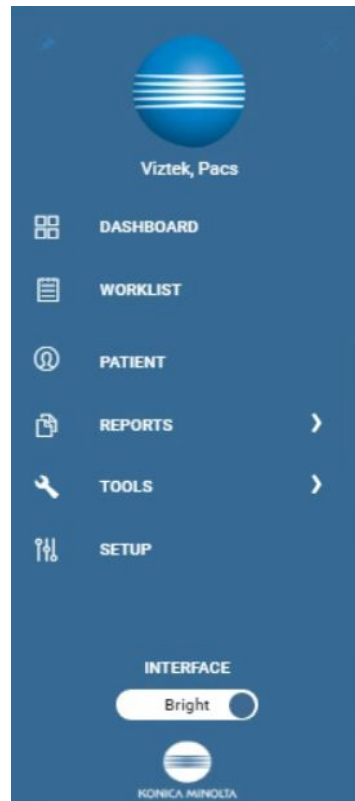 Viztek, Pacs
DASHBOARD
WORKLIST
PATIENT
REPORTS
TOOLS
SETUP
INTERFACE
Bright
KONICA MINOLTA